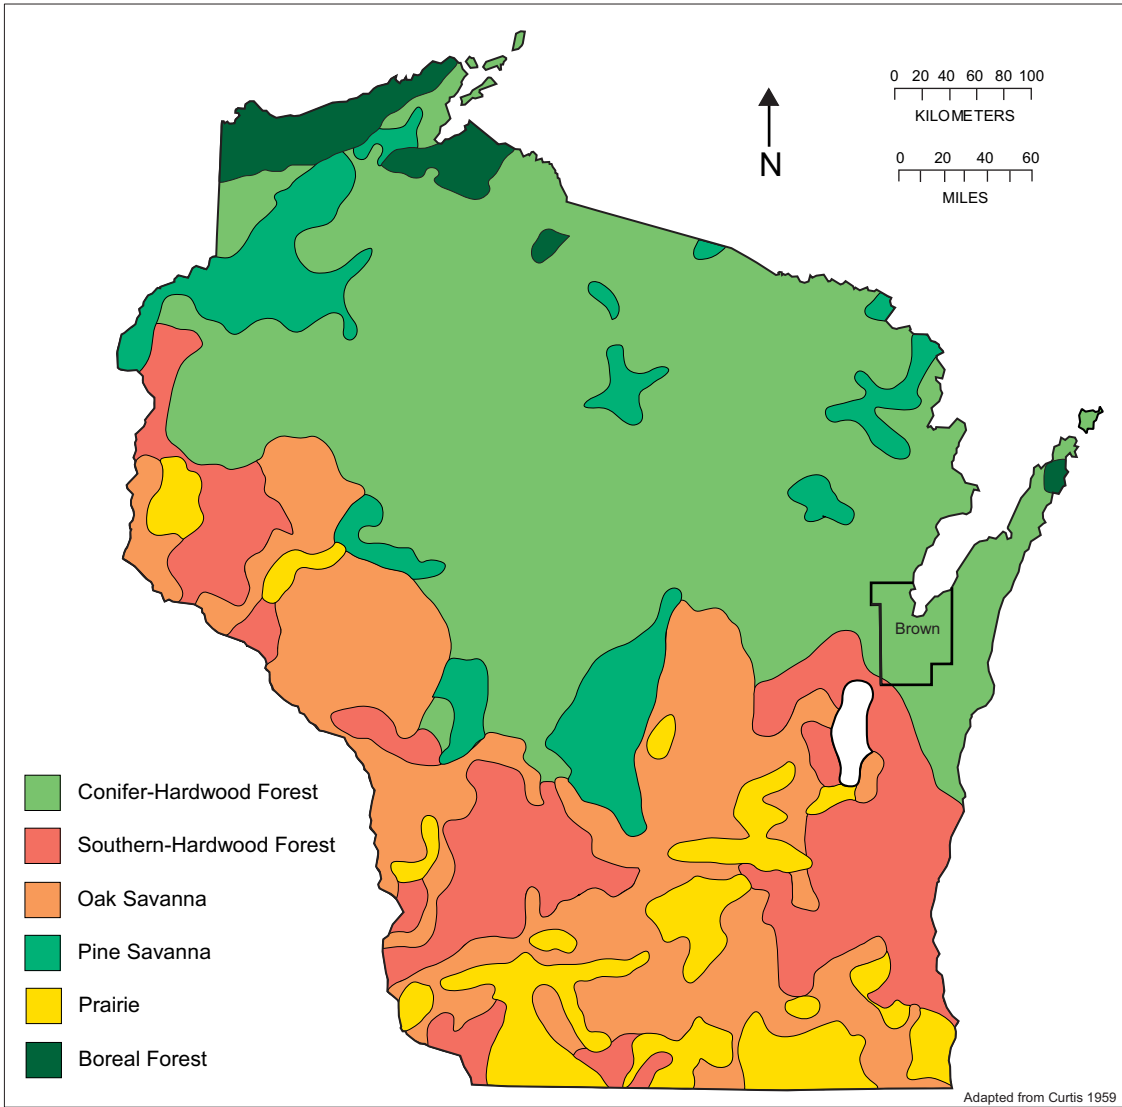 0 20 40 60 80 100
KILOMETERS
N
0 20 40 60
MILES
Brown
Conifer-Hardwood Forest
Southern-Hardwood Forest
Oak Savanna
Pine Savanna
Prairie
Boreal Forest
Adapted from Curtis 1959